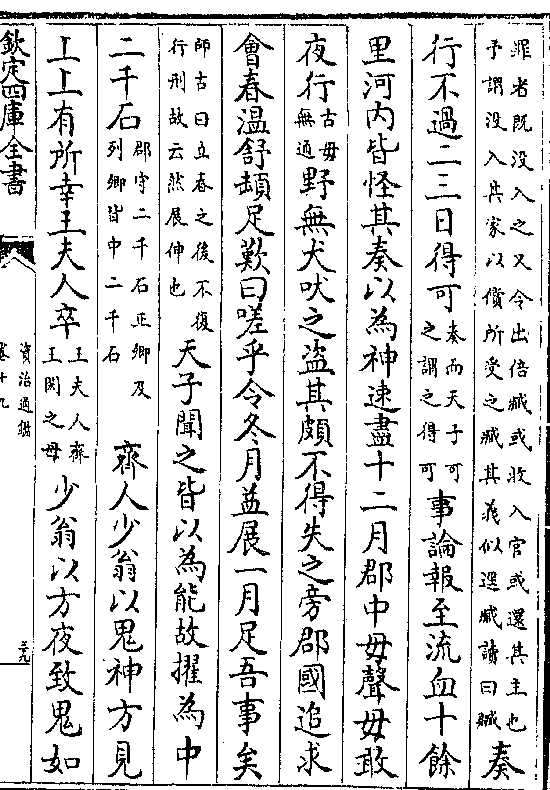 罪者既没入之又令出倍臧或收入官或還其主也
予謂没入其家以償所受之臧其義似選臧讀曰贓
奏
行不過二三日得可
奏而天子可
之謂之得可
事論報至流血十餘
里河内皆怪其奏以為神速盡十二月郡中毋聲毋敢
夜行
古毋
無通
野無犬吠之盜其頗不得失之旁郡國追求
會春温舒頓足歎曰嗟乎令冬月益展一月足吾事矣
師古曰立春之後不復
行刑故云然展伸也
天子聞之皆以為能故擢為中
二千石
郡守二千石正卿及
列卿皆中二千石
齊人少翁以鬼神方見
上上有所幸王夫人卒
王夫人齊
王閎之母
少翁以方夜致鬼如
欽定四庫全書
資治通鑑
卷十九